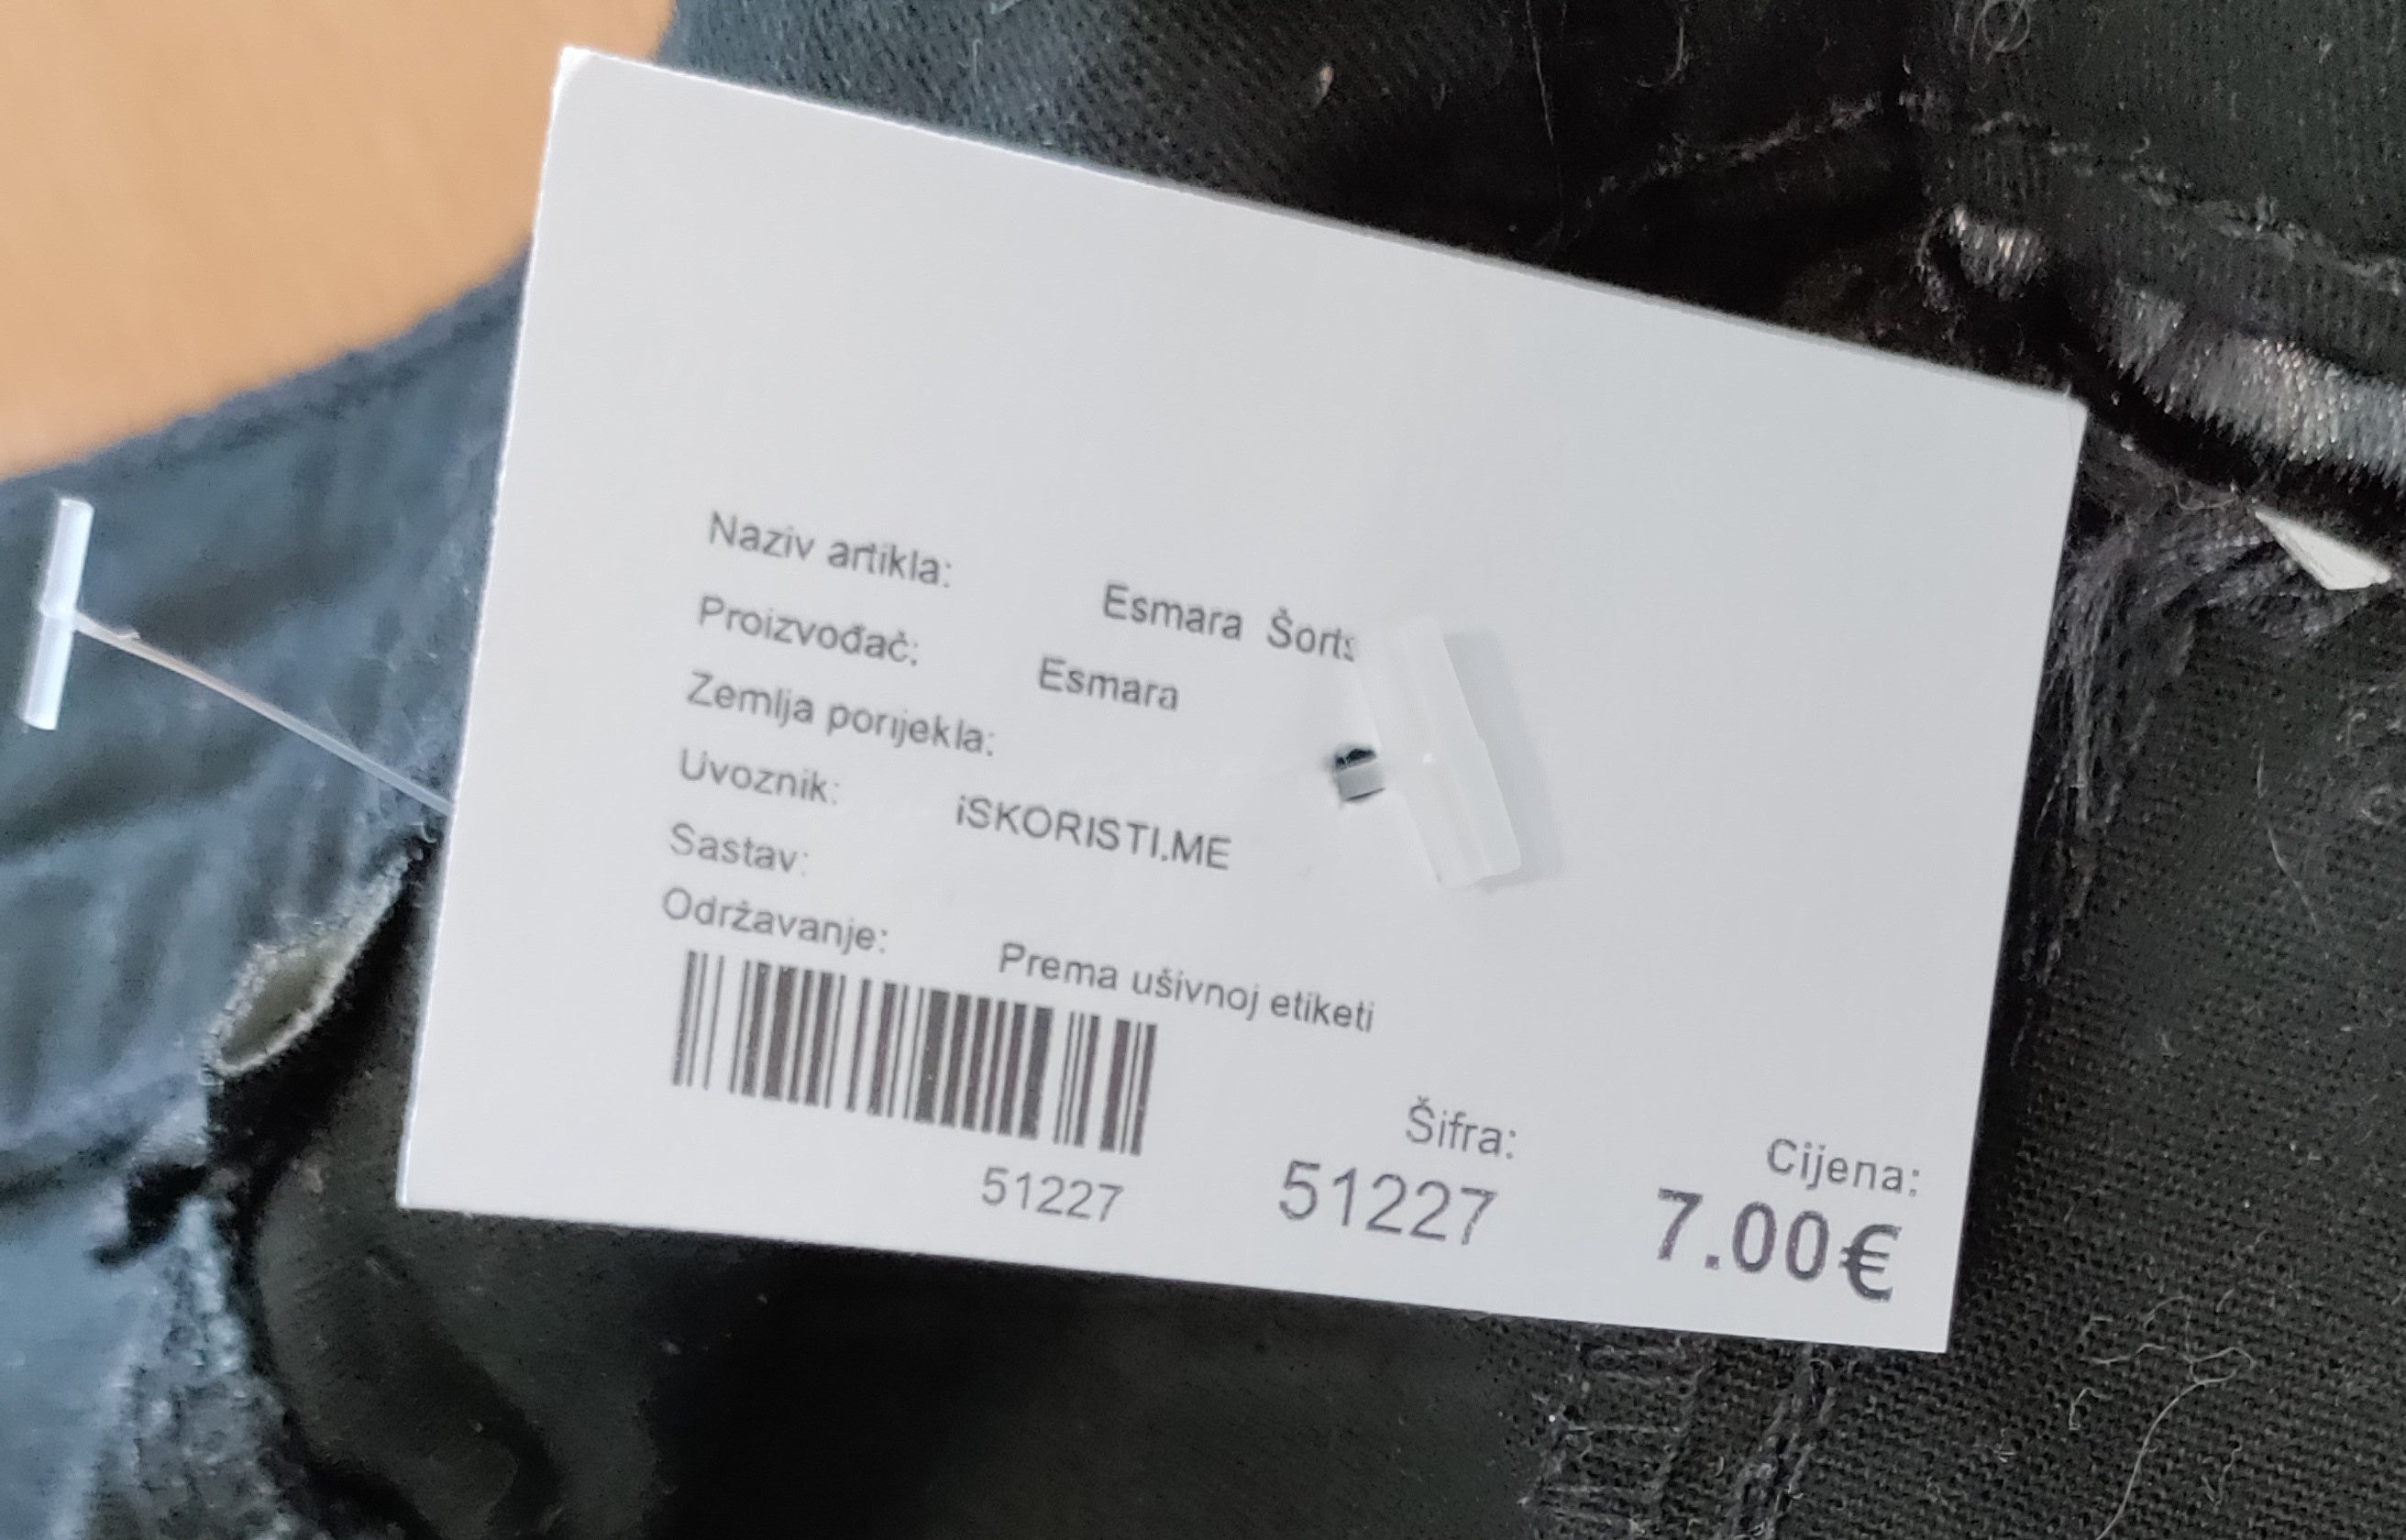 Naziv artikla: Esmara Šorts
Proizvođač: Esmara
Zemlja porijekla:
Uvoznik: iSKORISTI.ME
Sastav:
Održavanje: Prema ušivnoj etiketi
51227
Šifra:
51227
Cijena:
7.00€